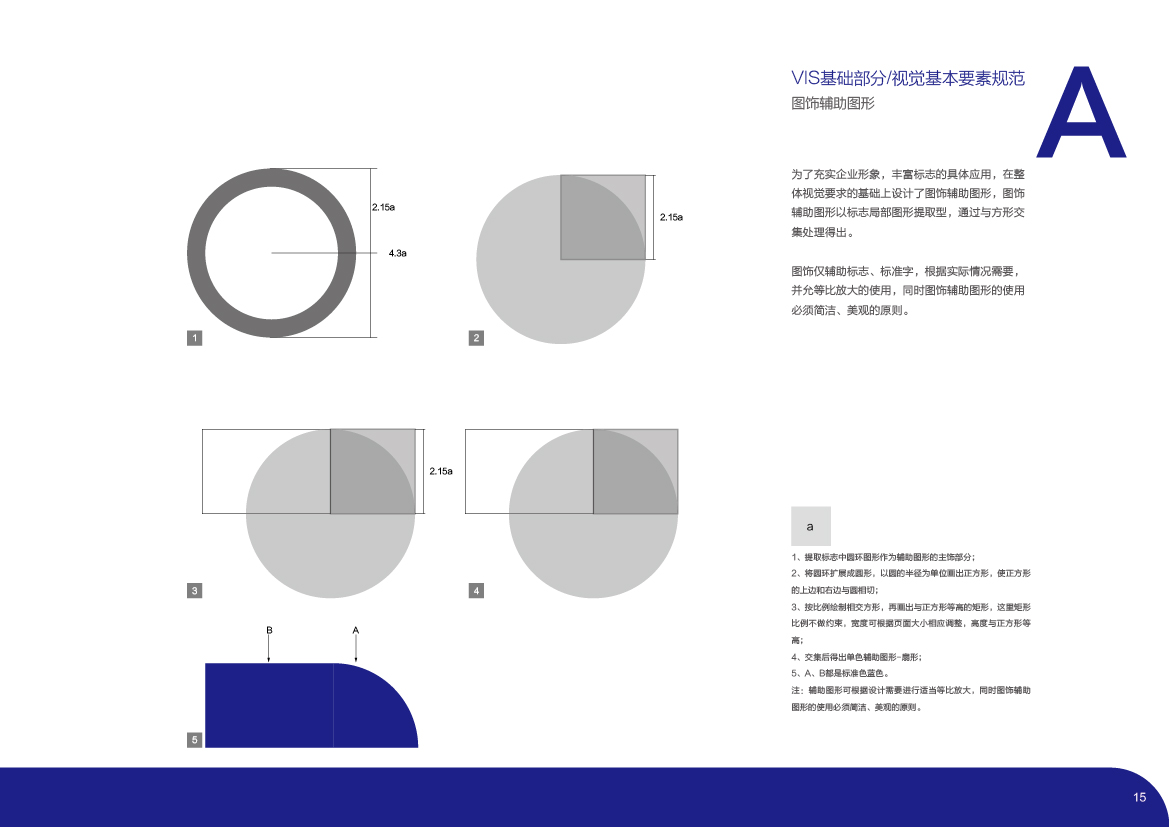 VIS基础部分/视觉基本要素规范
图饰辅助图形
A
为了充实企业形象，丰富标志的具体应用，在整
体视觉要求的基础上设计了图饰辅助图形，图饰
辅助图形以标志局部图形提取型，通过与方形交
集处理得出。
图饰仅辅助标志、标准字，根据实际情况需要，
并允等比放大的使用，同时图饰辅助图形的使用
必须简洁、美观的原则。
2.15a
4.3a
1
2.15a
2
2.15a
3
4
B
A
5
a
1、提取标志中圆环图形作为辅助图形的主饰部分；
2、将圆环扩展成圆形，以圆的半径为单位画出正方形，使正方形
的上边和右边与圆相切；
3、按比例绘制相交方形，再画出与正方形等高的矩形，这里矩形
比例不做约束，宽度可根据页面大小相应调整，高度与正方形等
高；
4、交集后得出单色辅助图形-扇形；
5、A、B都是标准色蓝色。
注：辅助图形可根据设计需要进行适当等比放大，同时图饰辅助
图形的使用必须简洁、美观的原则。
15